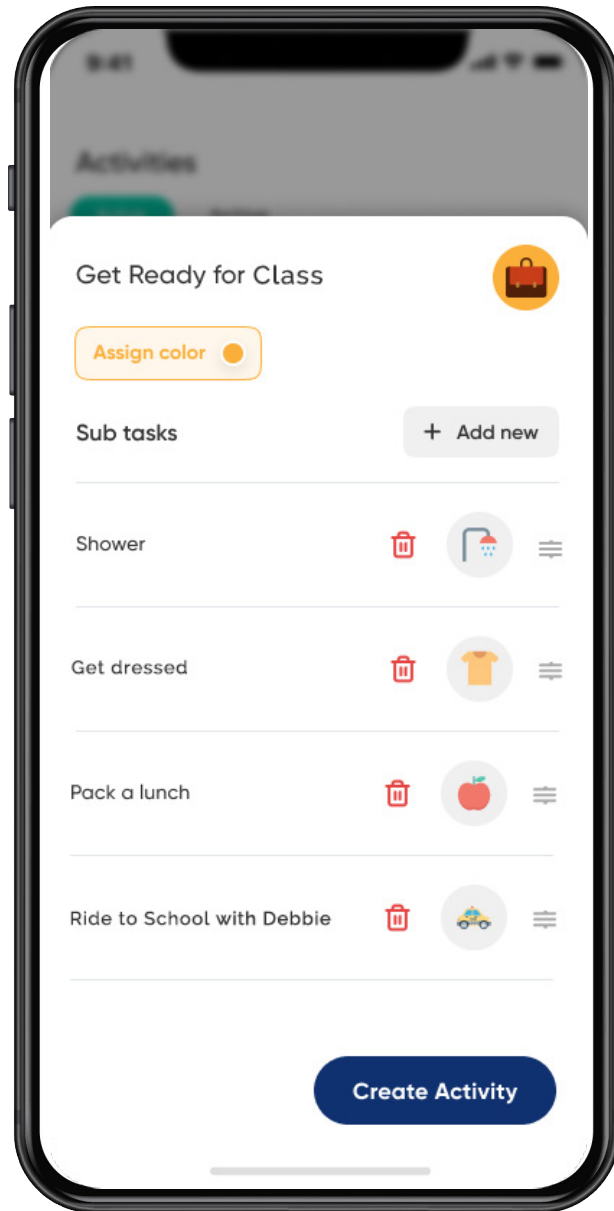 9:41
Activities
Get Ready for Class
Assign color
Sub tasks
+ Add new
Shower
Get dressed
Pack a lunch
Ride to School with Debbie
Create Activity